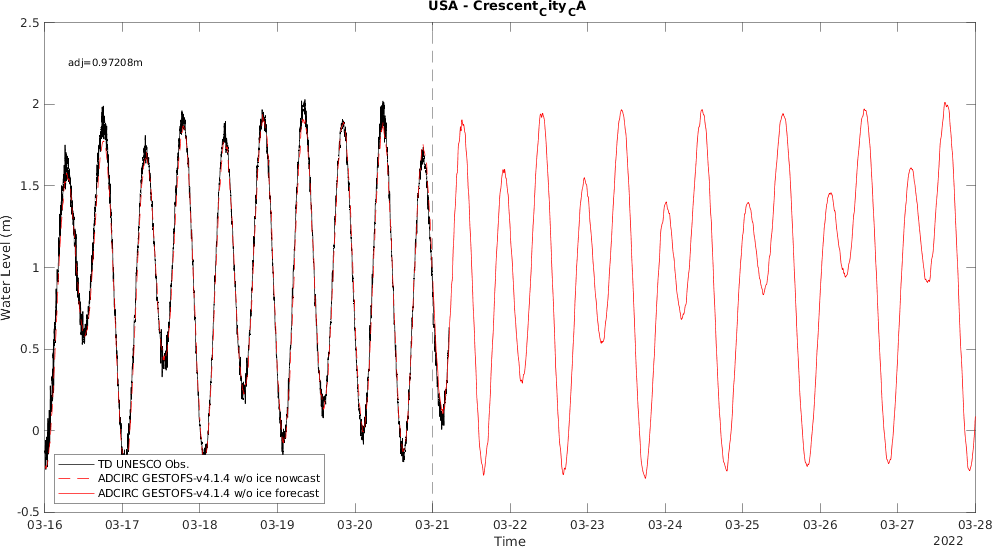 USA - CrescentCityCA
2.5
adj=0.97208m
2
1.5
1
0.5
0
-0.5
Water Level (m)
TD UNESCO Obs.
ADCIRC GESTOFS-v4.1.4 w/o ice nowcast
ADCIRC GESTOFS-v4.1.4 w/o ice forecast
03-16 03-17 03-18 03-19 03-20 03-21 03-22 03-23 03-24 03-25 03-26 03-27 03-28
Time
2022